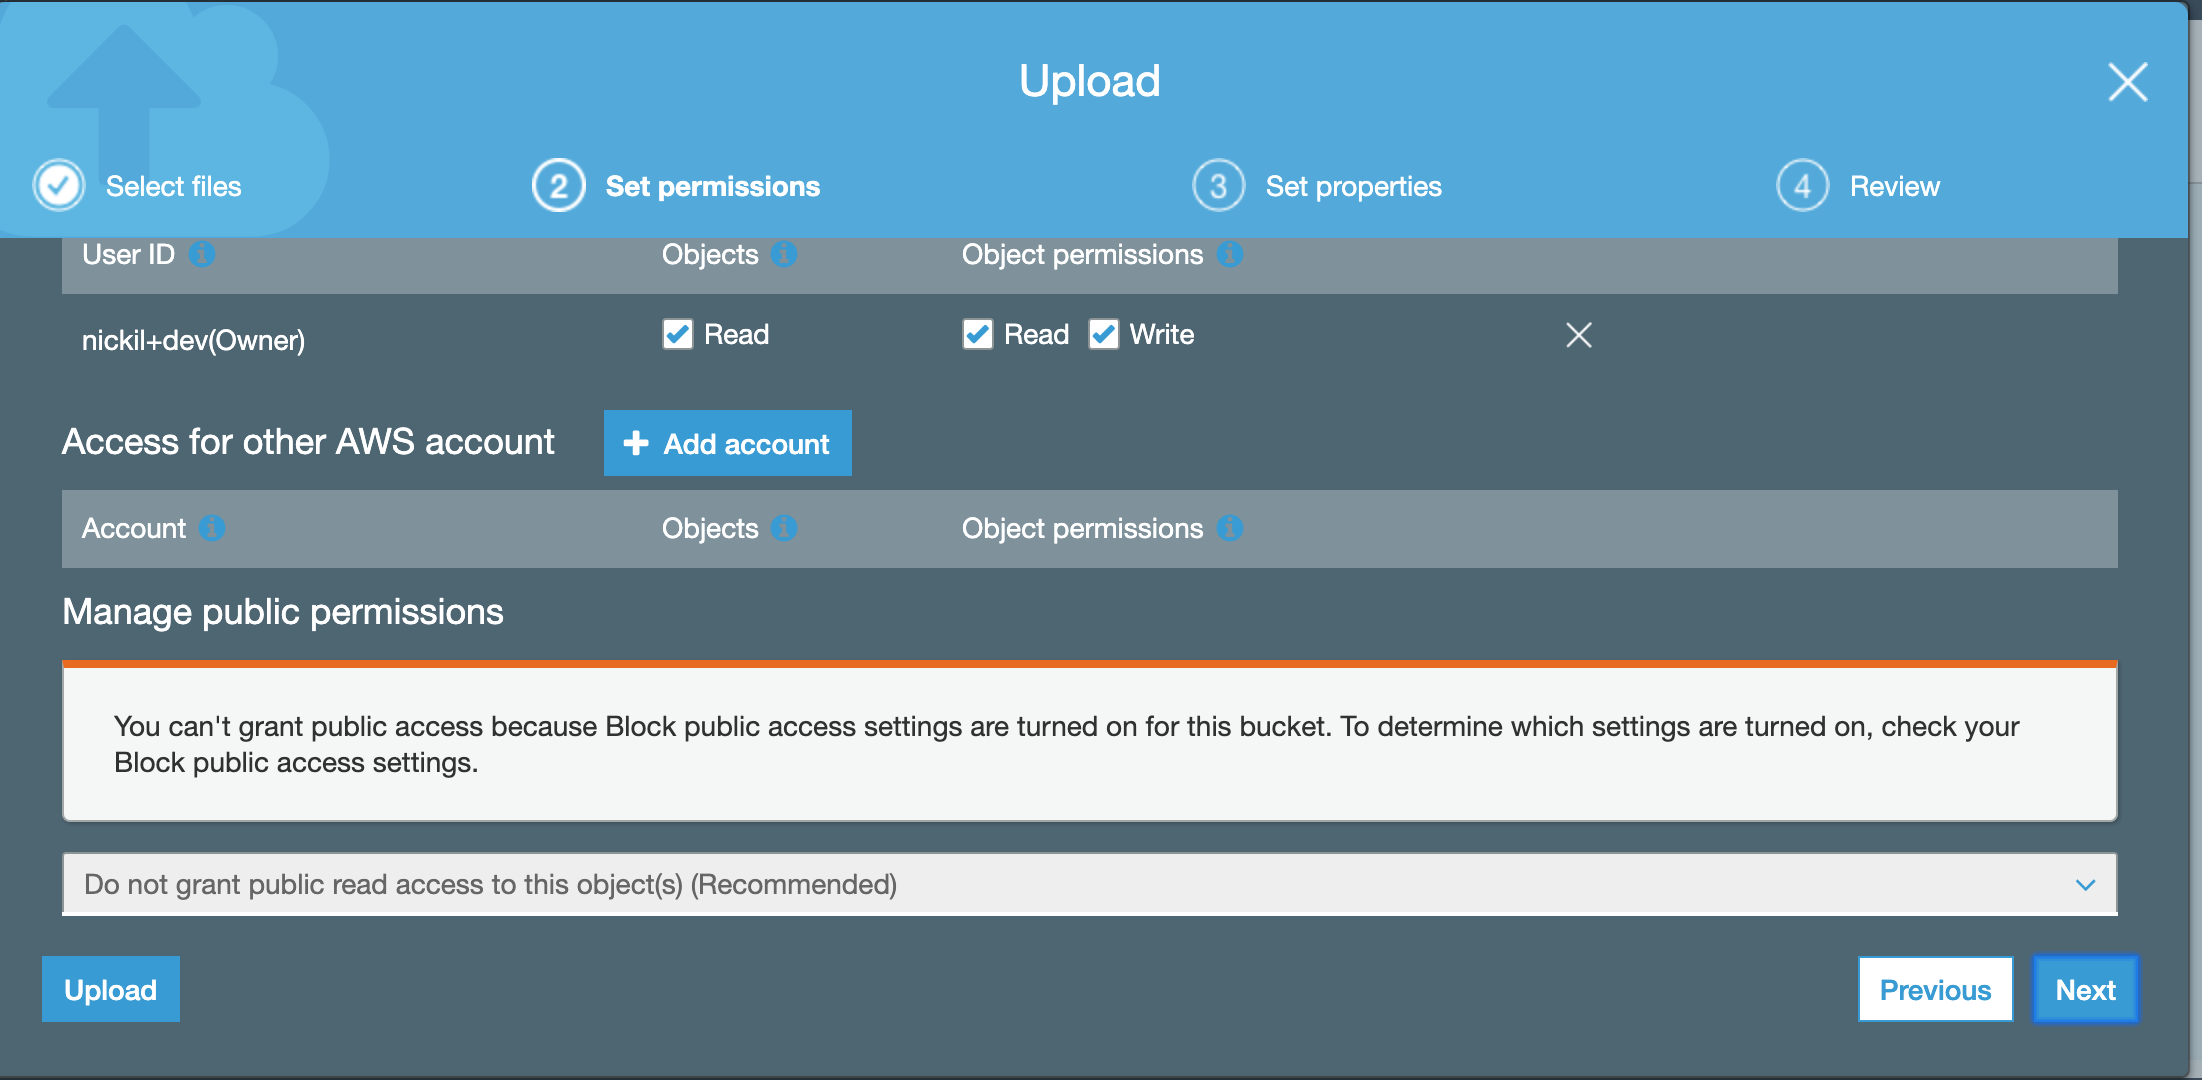 Upload
Select files
2 Set permissions
3 Set properties
4 Review
User ID Objects Object permissions
nickil+dev(Owner) Read Read Write
Access for other AWS account Add account
Account Objects Object permissions
Manage public permissions
You can't grant public access because Block public access settings are turned on for this bucket. To determine which settings are turned on, check your
Block public access settings.
Do not grant public read access to this object(s) (Recommended)
Upload Previous Next